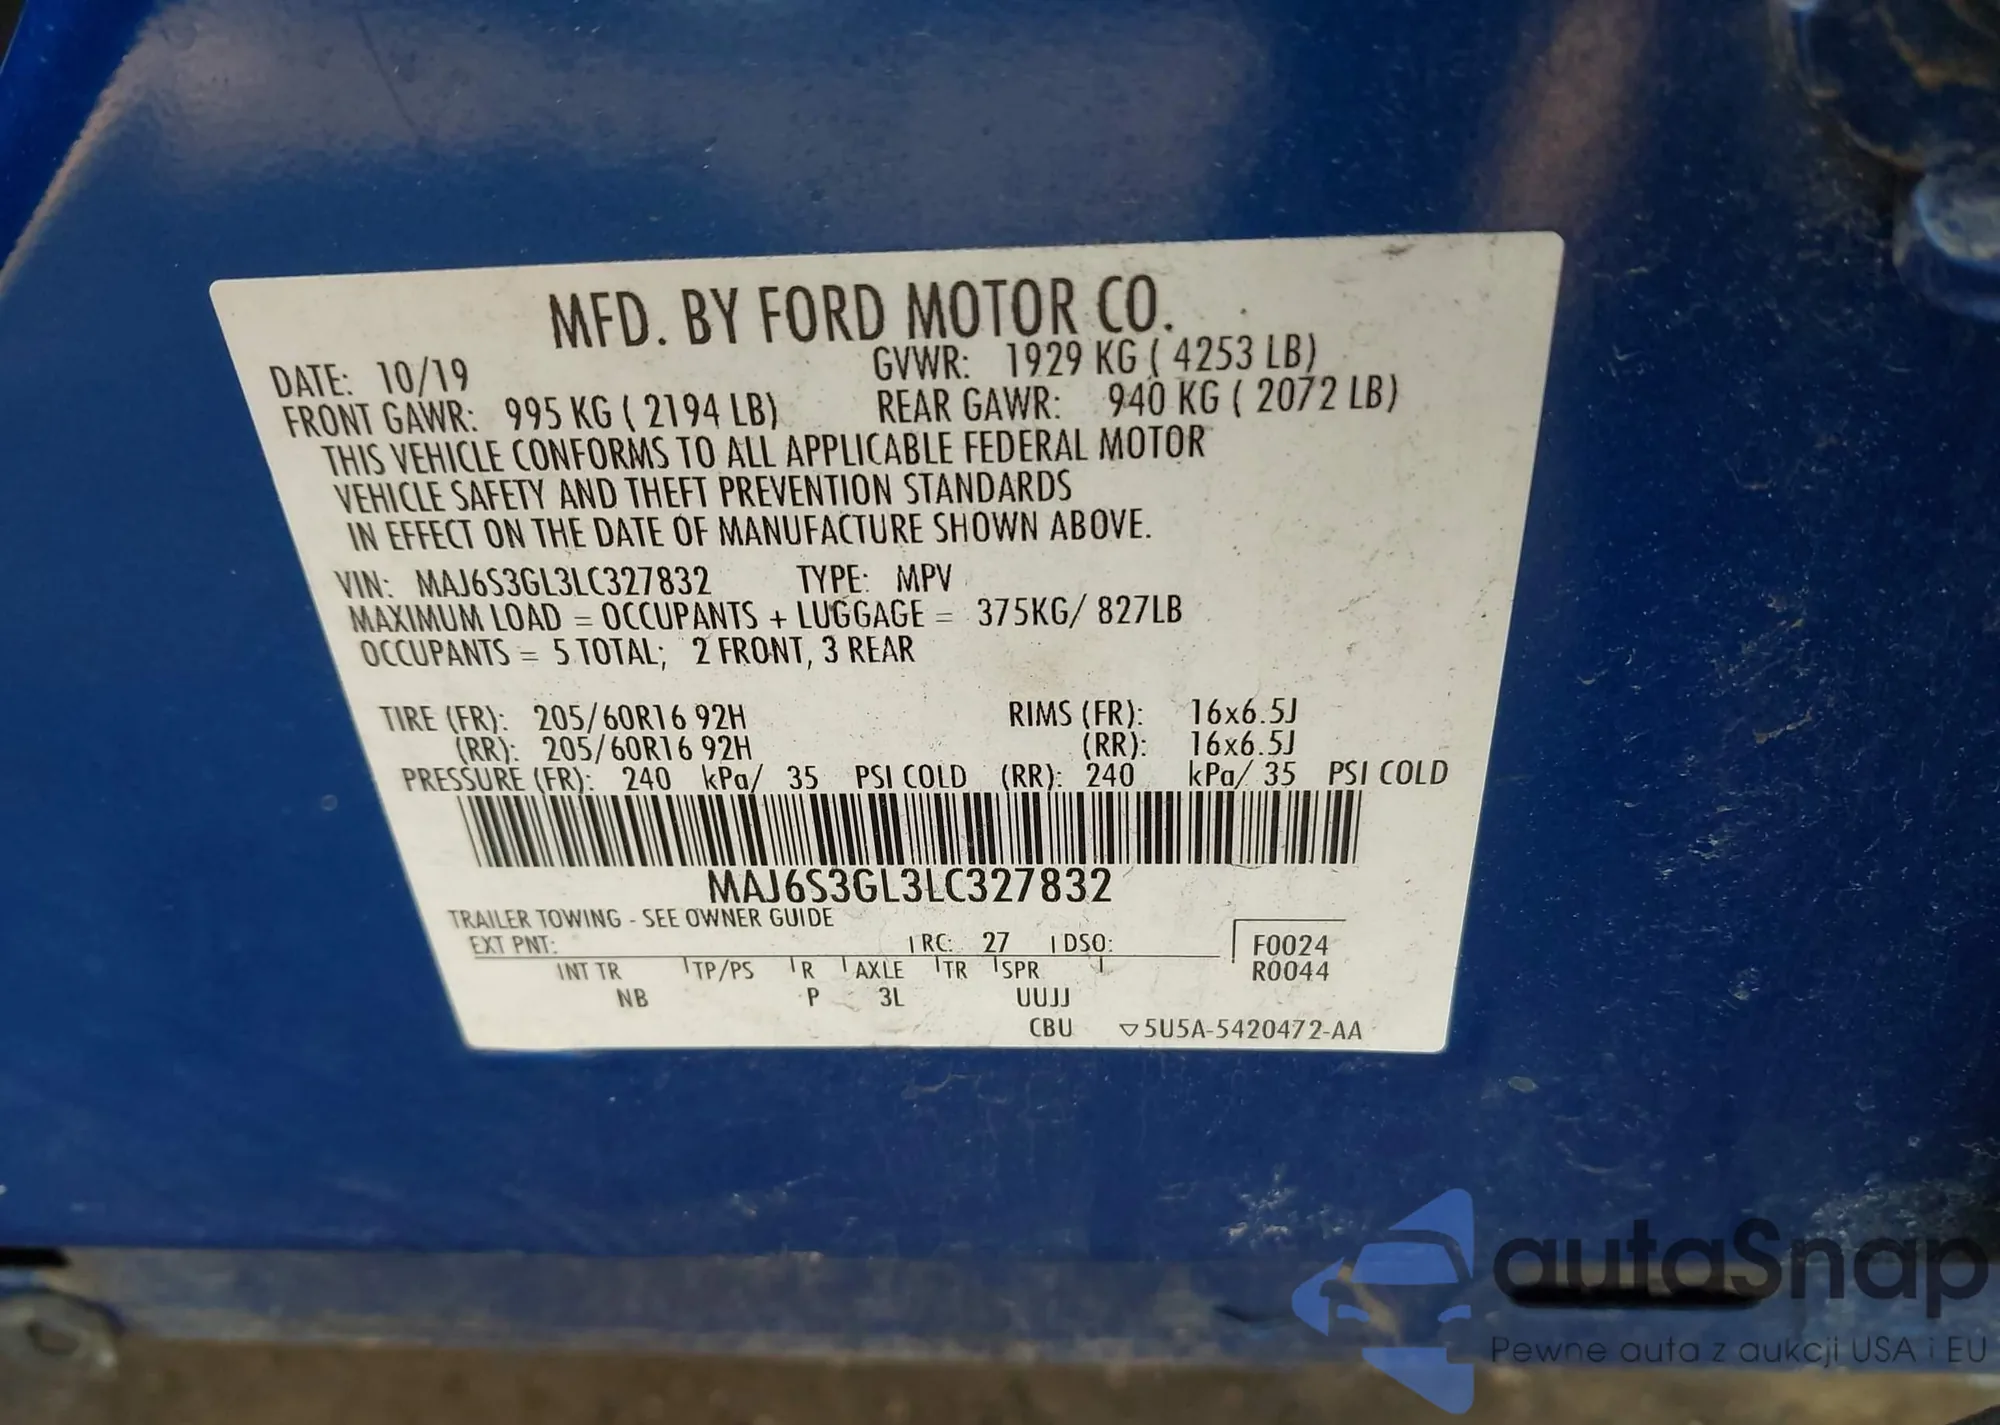 MFD. BY FORD MOTOR CO.
DATE: 10/19 GVWR: 1929 KG ( 4253 LB)
FRONT GAWR: 995 KG ( 2194 LB) REAR GAWR: 940 KG ( 2072 LB)
THIS VEHICLE CONFORMS TO ALL APPLICABLE FEDERAL MOTOR
VEHICLE SAFETY AND THEFT PREVENTION STANDARDS
IN EFFECT ON THE DATE OF MANUFACTURE SHOWN ABOVE.
VIN: MAJ6S3GL3LC327832 TYPE: MPV
MAXIMUM LOAD = OCCUPANTS + LUGGAGE = 375KG/ 827LB
OCCUPANTS = 5 TOTAL; 2 FRONT, 3 REAR
TIRE (FR): 205/60R16 92H RIMS (FR): 16x6.5J
(RR): 205/60R16 92H (RR): 16x6.5J
PRESSURE (FR): 240 kPa/ 35 PSI COLD (RR): 240 kPa/ 35 PSI COLD
MAJ6S3GL3LC327832
TRAILER TOWING - SEE OWNER GUIDE
EXT PNT: RC: 27 DSO: F0024
INT TR TP/PS R AXLE TR SPR R0044
NB P 3L UUJJ
CBU ▽5U5A-5420472-AA
autaSnap
Pewne auta z aukcji USA i EU